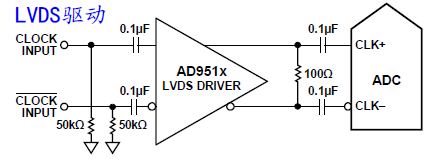 LVDS驱动
CLOCK INPUT
0.1µF
0.1µF
CLK+
AD951x
LVDS DRIVER
100Ω
ADC
CLOCK INPUT
0.1µF
0.1µF
CLK–
50kΩ
50kΩ